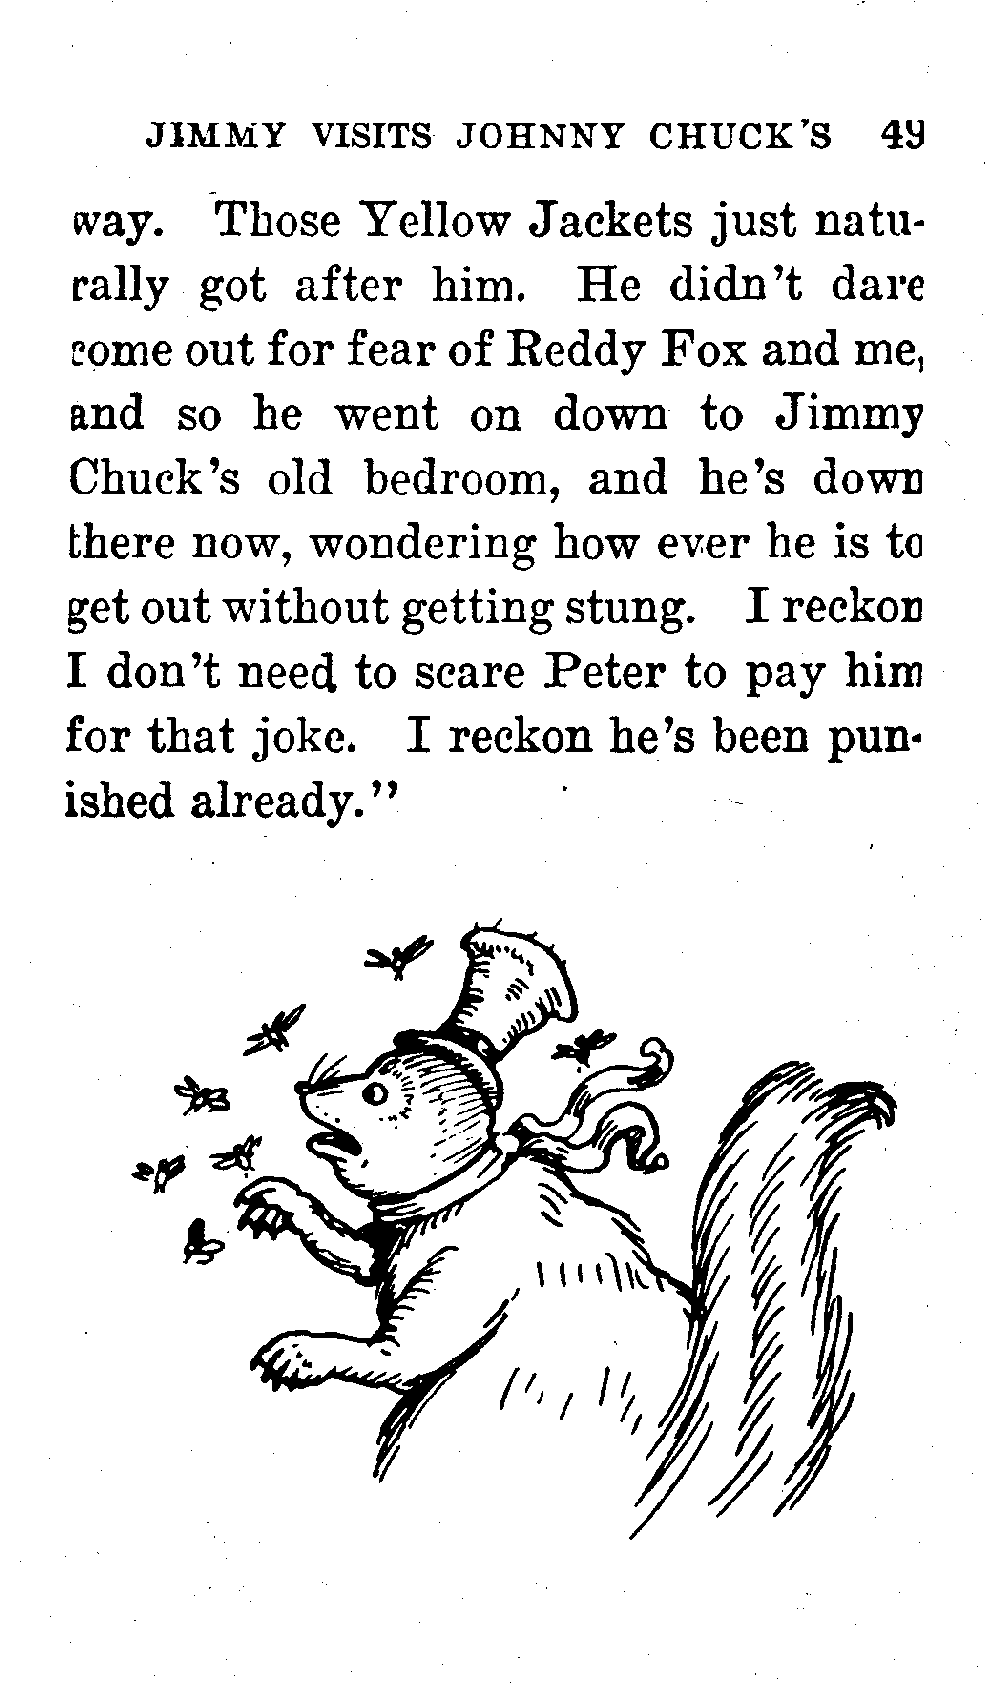 JIMMY VISITS JOHNNY CHUCK'S 49
way. Those Yellow Jackets just natu-
rally got after him. He didn't dare
come out for fear of Reddy Fox and me,
and so he went on down to Jimmy
Chuck's old bedroom, and he's down
there now, wondering how ever he is to
get out without getting stung. I reckon
I don't need to scare Peter to pay him
for that joke. I reckon he's been pun-
ished already."